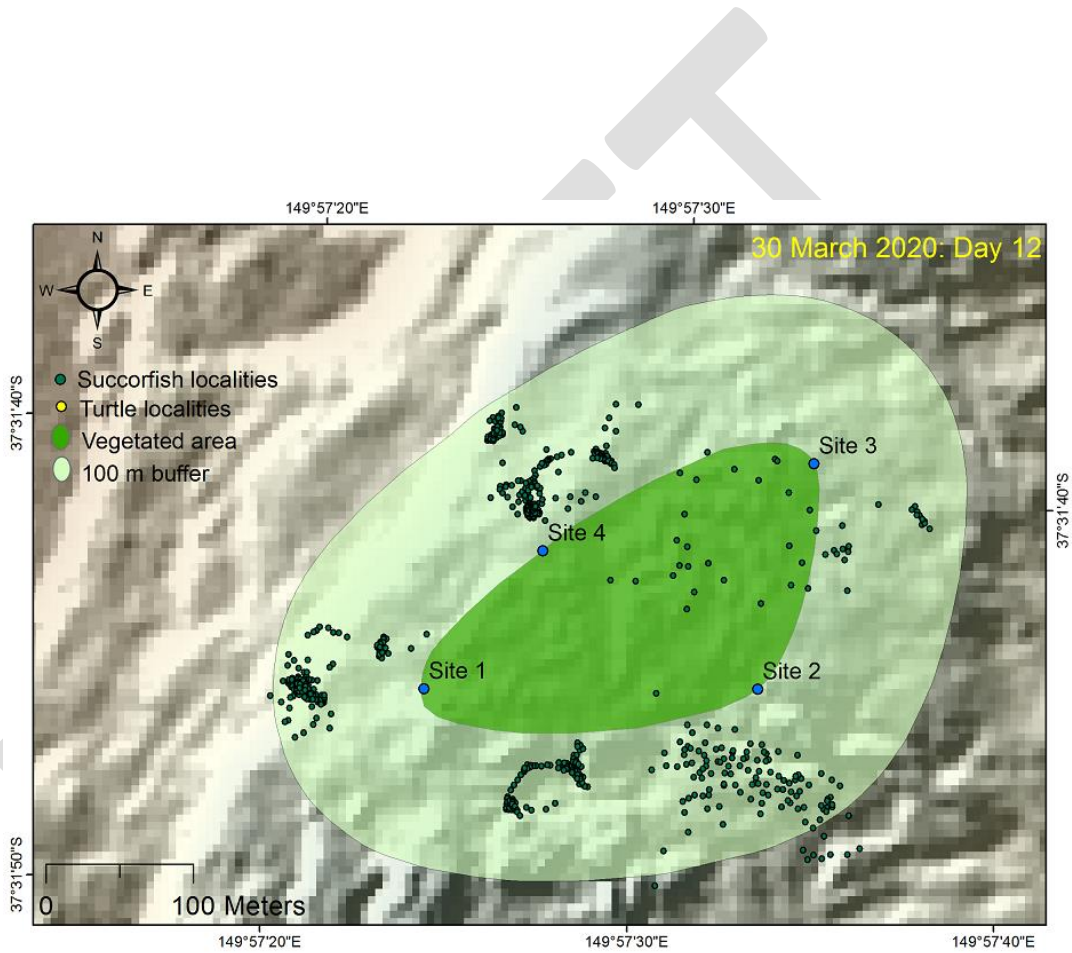 149°57'20"E 149°57'30"E
30 March 2020: Day 12
N
W E
S
Succorfish localities
Turtle localities
Vegetated area
100 m buffer
37°31'40"S
Site 3
37°31'40"S
Site 4
Site 1
Site 2
37°31'50"S
0 100 Meters
149°57'20"E 149°57'30"E 149°57'40"E